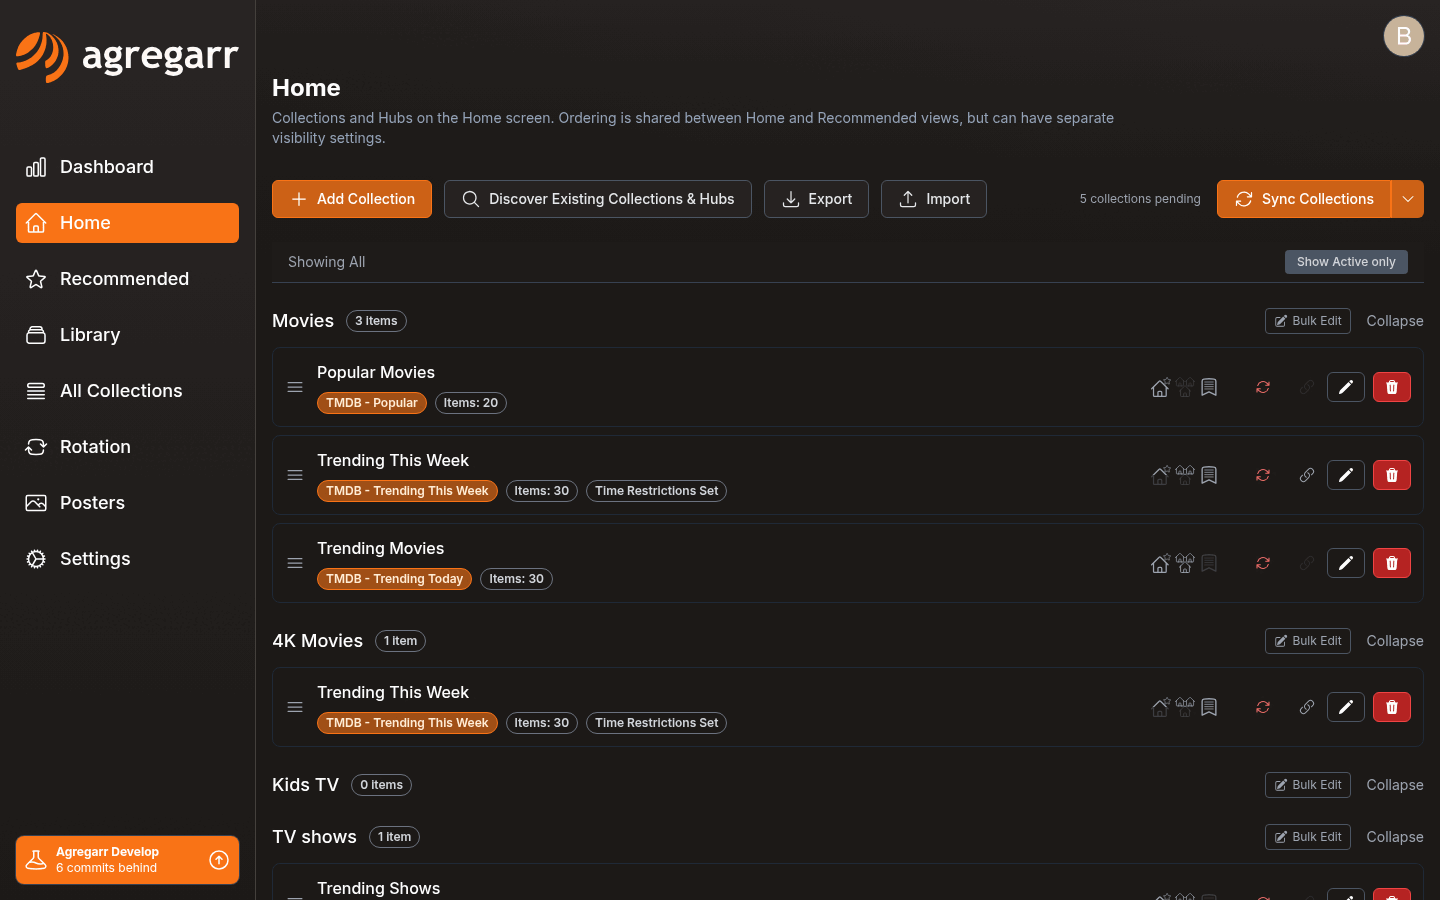 agregarr
B
Dashboard
Home
Recommended
Library
All Collections
Rotation
Posters
Settings
Agregarr Develop
6 commits behind
Home
Collections and Hubs on the Home screen. Ordering is shared between Home and Recommended views, but can have separate
visibility settings.
Add Collection
Discover Existing Collections & Hubs
Export
Import
5 collections pending
Sync Collections
Showing All
Show Active only
Movies
3 items
Bulk Edit
Collapse
Popular Movies
TMDB - Popular
Items: 20
Trending This Week
TMDB - Trending This Week
Items: 30
Time Restrictions Set
Trending Movies
TMDB - Trending Today
Items: 30
4K Movies
1 item
Bulk Edit
Collapse
Trending This Week
TMDB - Trending This Week
Items: 30
Time Restrictions Set
Kids TV
0 items
Bulk Edit
Collapse
TV shows
1 item
Bulk Edit
Collapse
Trending Shows